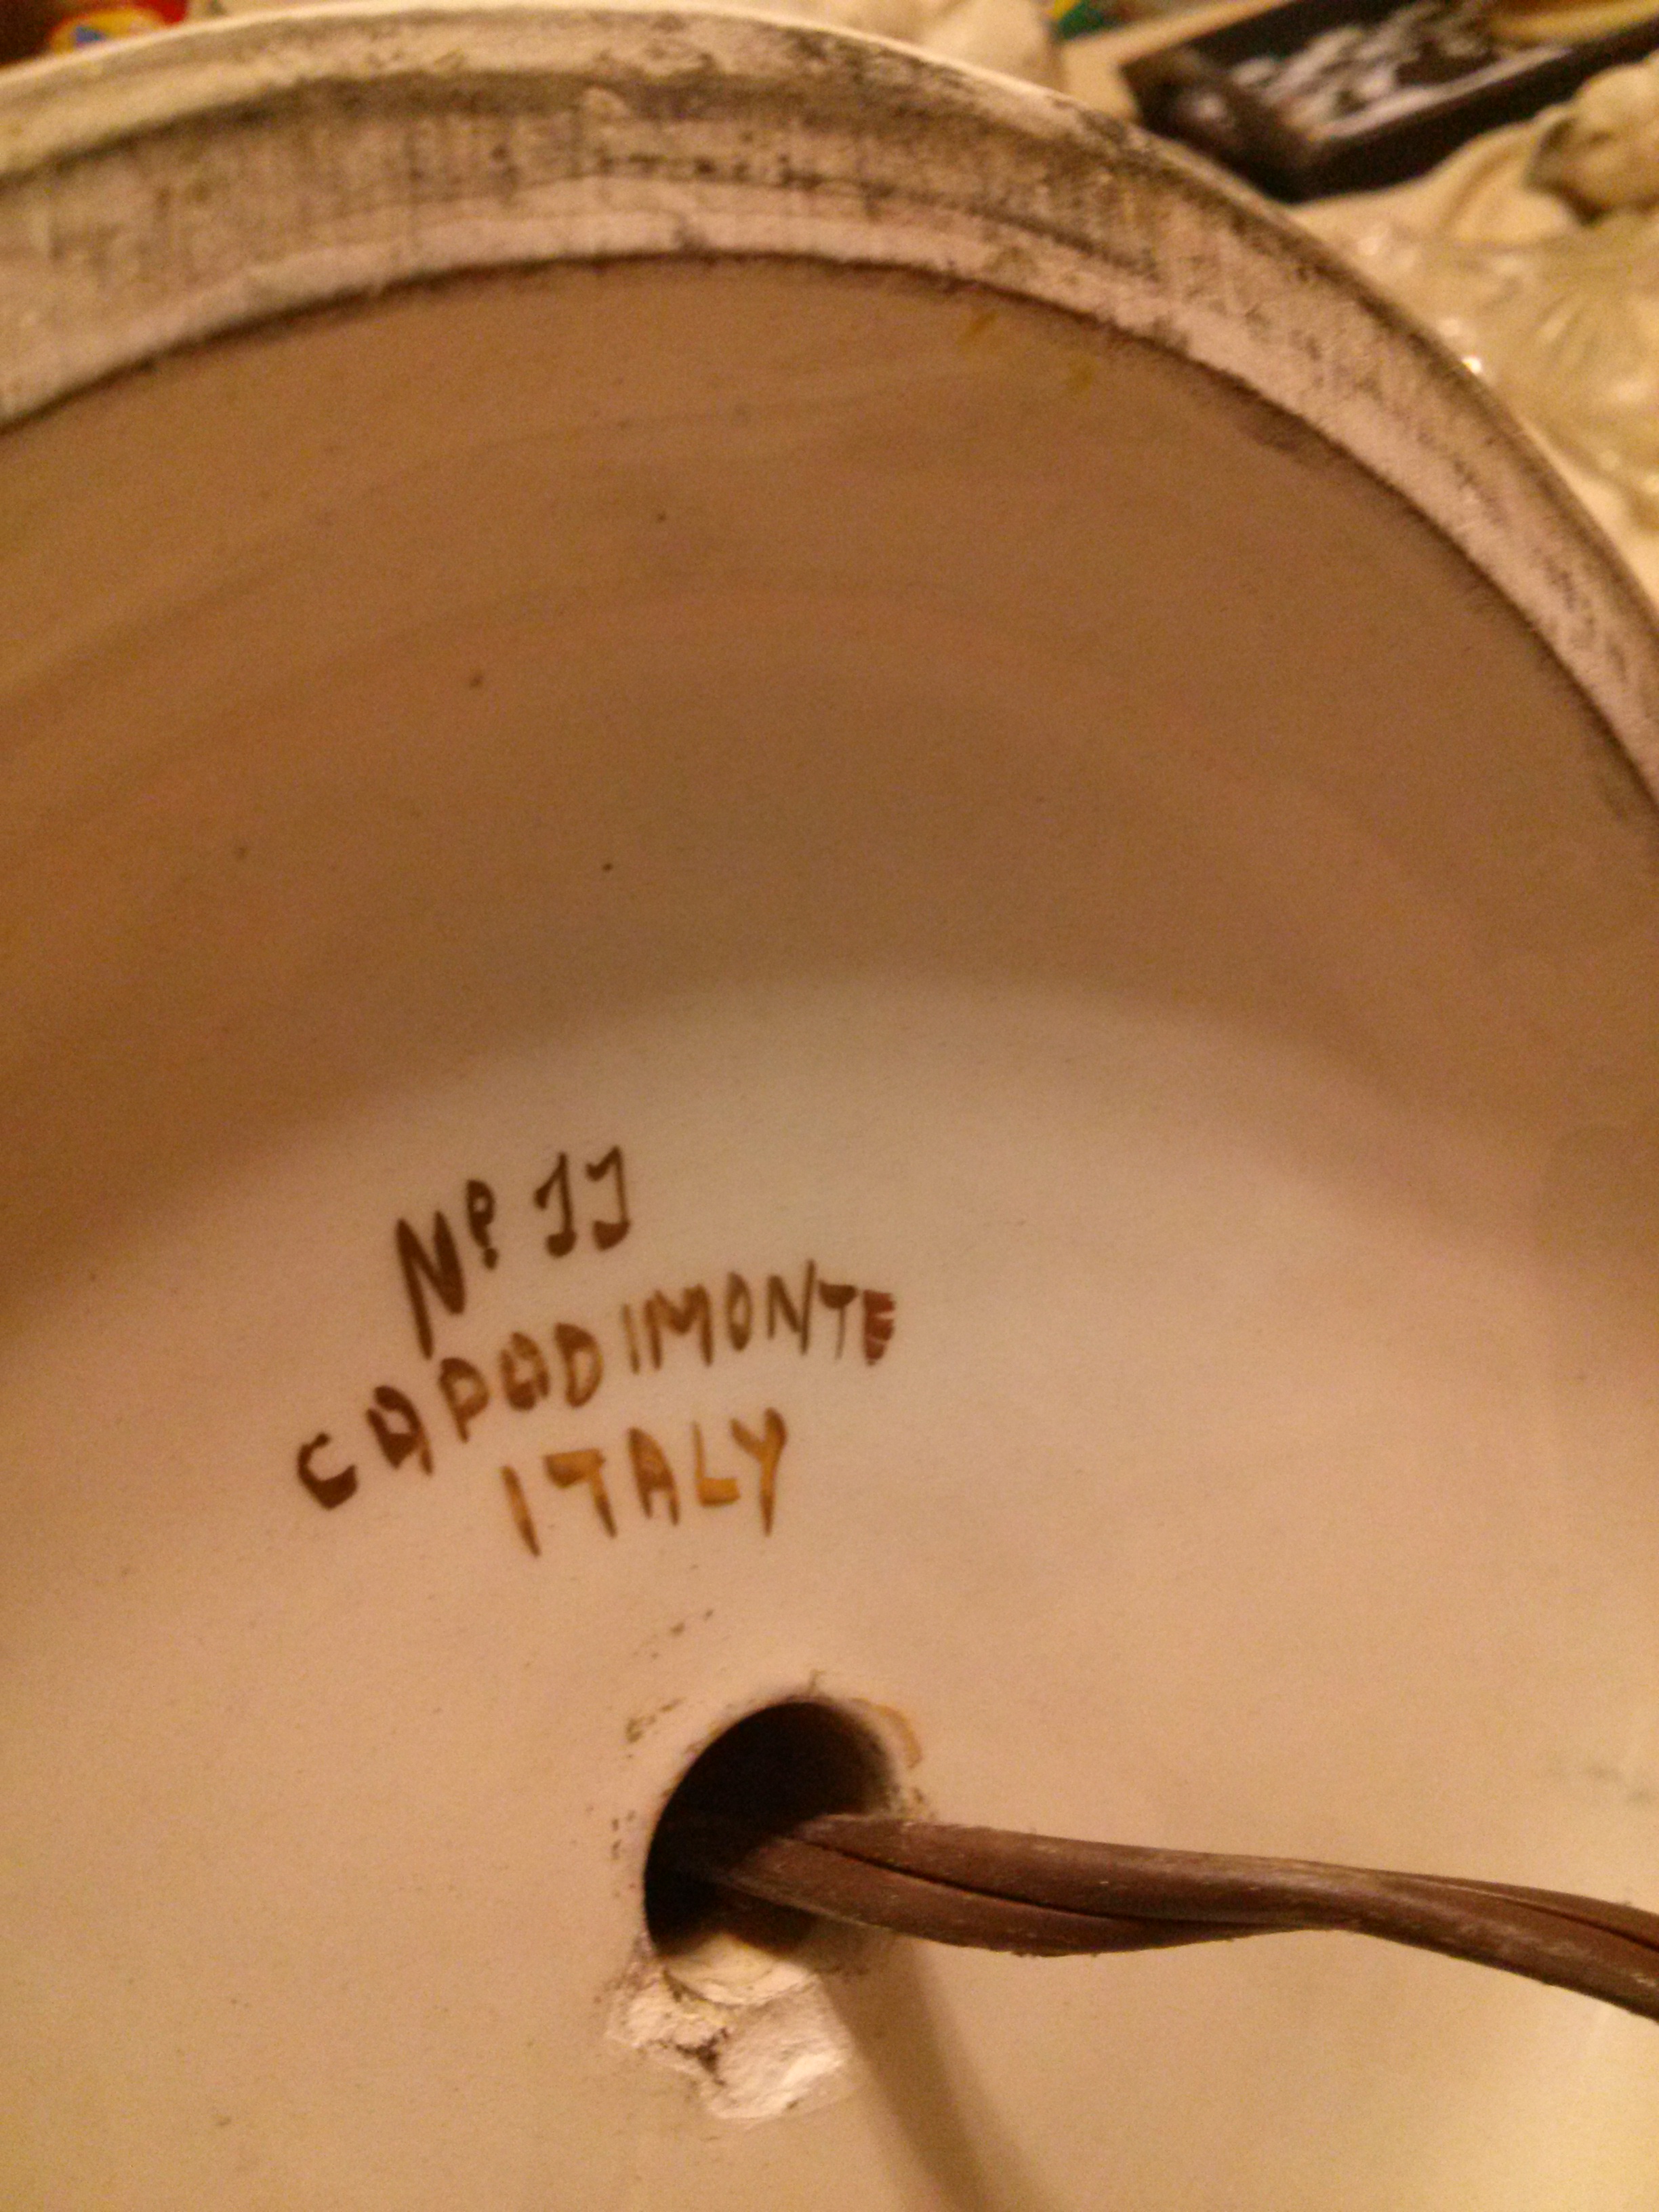 Nº 11
CAPODIMONTE
ITALY